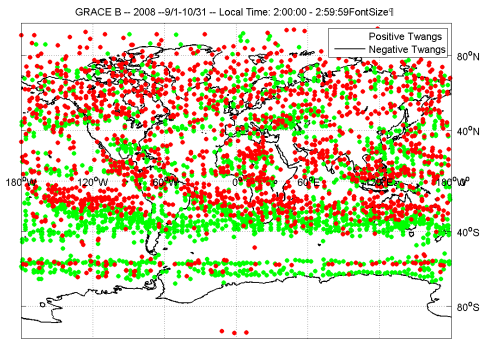 GRACE B -- 2008 --9/1-10/31 -- Local Time: 2:00:00 - 2:59:59FontSize¶
Positive Twangs
Negative Twangs
80°N
40°N
180°W 120°W 60°W 0° 60°E 120°E 180°W
40°S
80°S